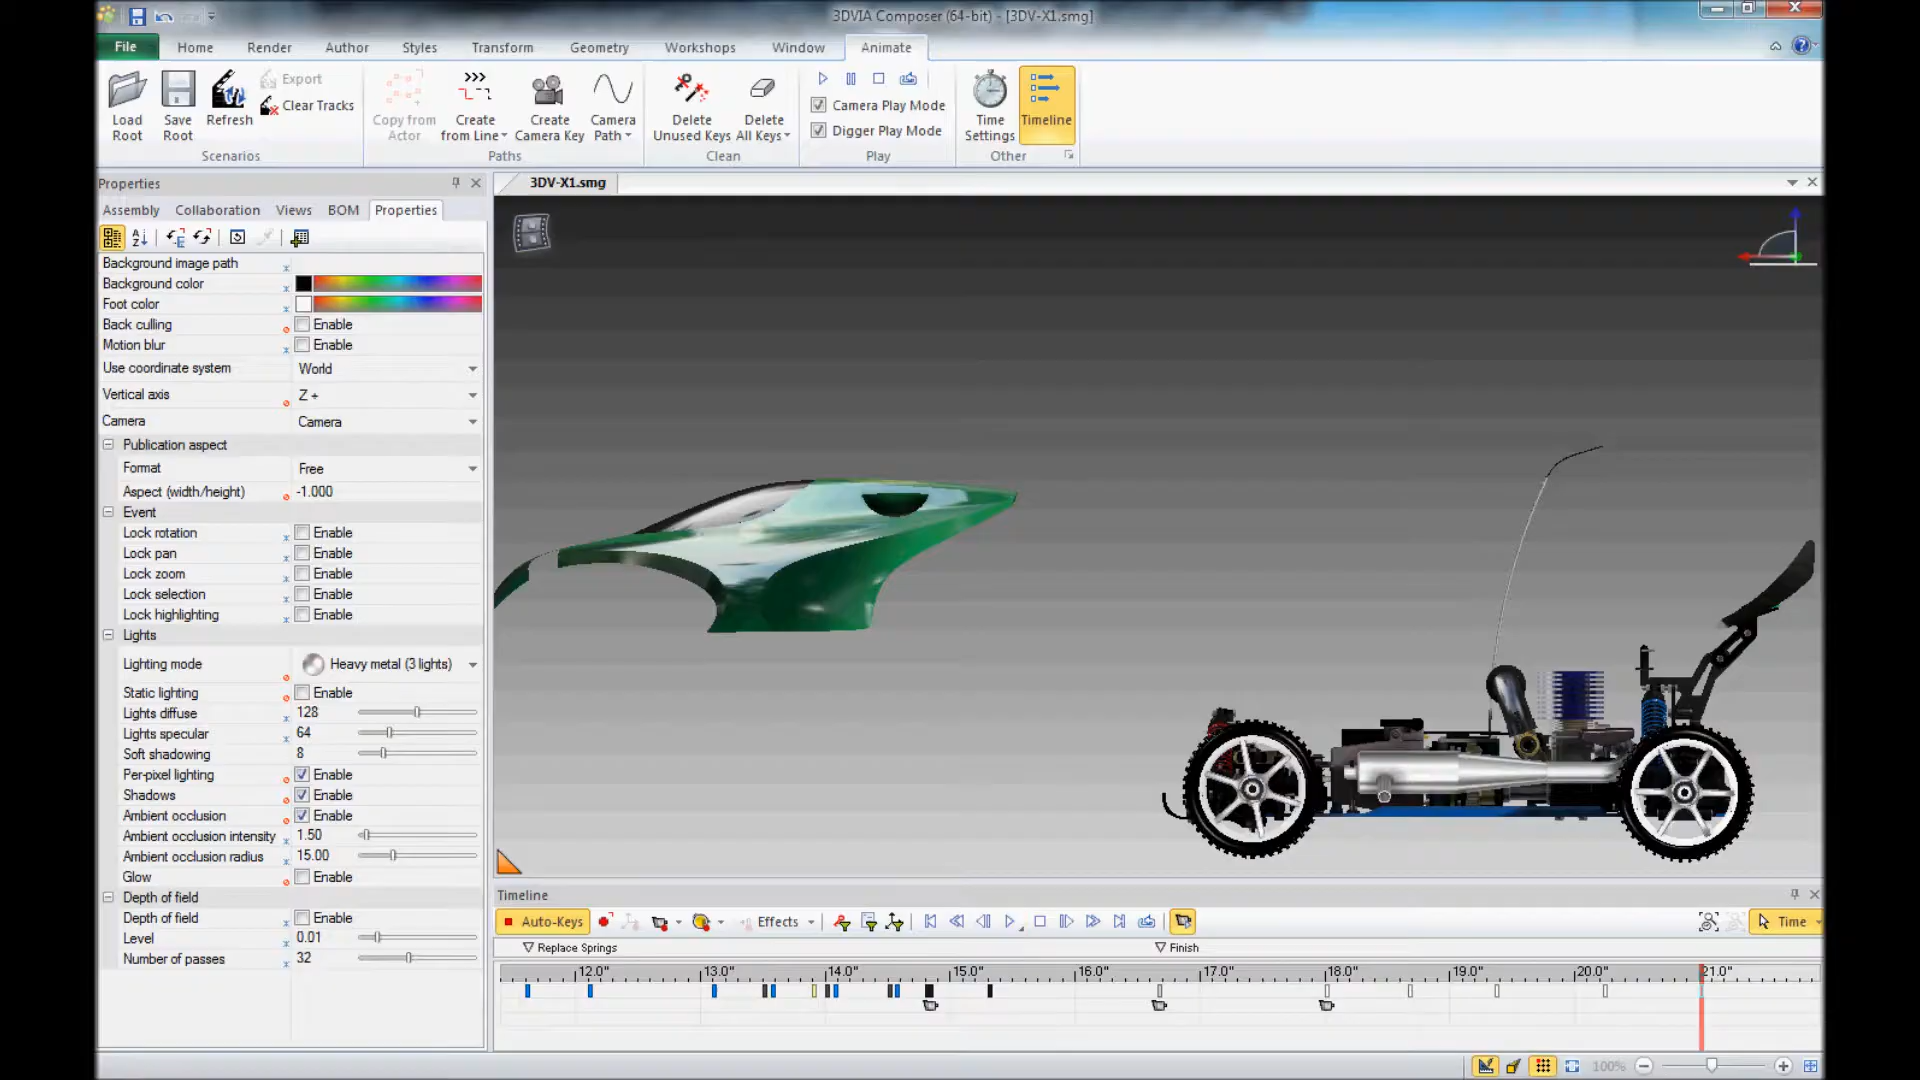 3DVIA Composer (64-bit) - [3DV-X1.smg]
File Home Render Author Styles Transform Geometry Workshops Window Animate
Load Root
Save Root
Refresh
Export
Clear Tracks
Scenarios
Copy from Actor
Create from Line
Create Camera Key
Camera Path
Paths
Delete Unused Keys
Delete All Keys
Clean
Camera Play Mode
Digger Play Mode
Play
Time Settings
Timeline
Other
Properties
3DV-X1.smg
Assembly Collaboration Views BOM Properties
Background image path
Background color
Foot color
Back culling Enable
Motion blur Enable
Use coordinate system World
Vertical axis Z +
Camera Camera
Publication aspect
Format Free
Aspect (width/height) -1.000
Event
Lock rotation Enable
Lock pan Enable
Lock zoom Enable
Lock selection Enable
Lock highlighting Enable
Lights
Lighting mode Heavy metal (3 lights)
Static lighting Enable
Lights diffuse 128
Lights specular 64
Soft shadowing 8
Per-pixel lighting Enable
Shadows Enable
Ambient occlusion Enable
Ambient occlusion intensity 1.50
Ambient occlusion radius 15.00
Glow Enable
Depth of field
Depth of field Enable
Level 0.01
Number of passes 32
Timeline
Auto-Keys Effects Time
Replace Springs Finish
12.0" 13.0" 14.0" 15.0" 16.0" 17.0" 18.0" 19.0" 20.0" 21.0"
100%